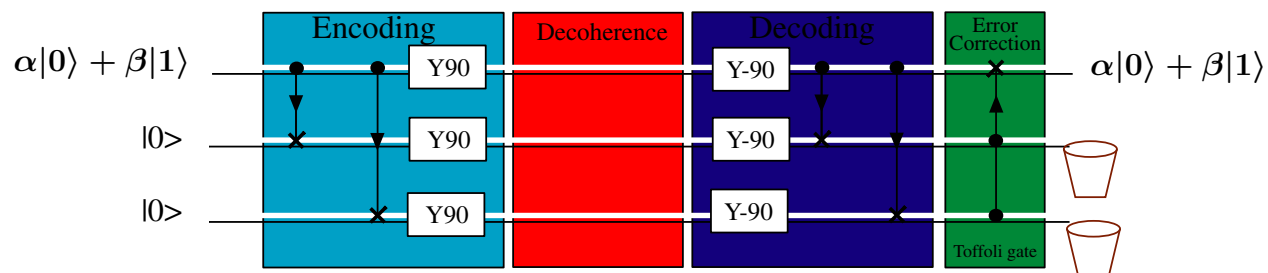 Encoding
Decoherence
Decoding
Error
Correction
α|0⟩ + β|1⟩
Y90
Y-90
α|0⟩ + β|1⟩
|0>
Y90
Y-90
|0>
Y90
Y-90
Toffoli gate